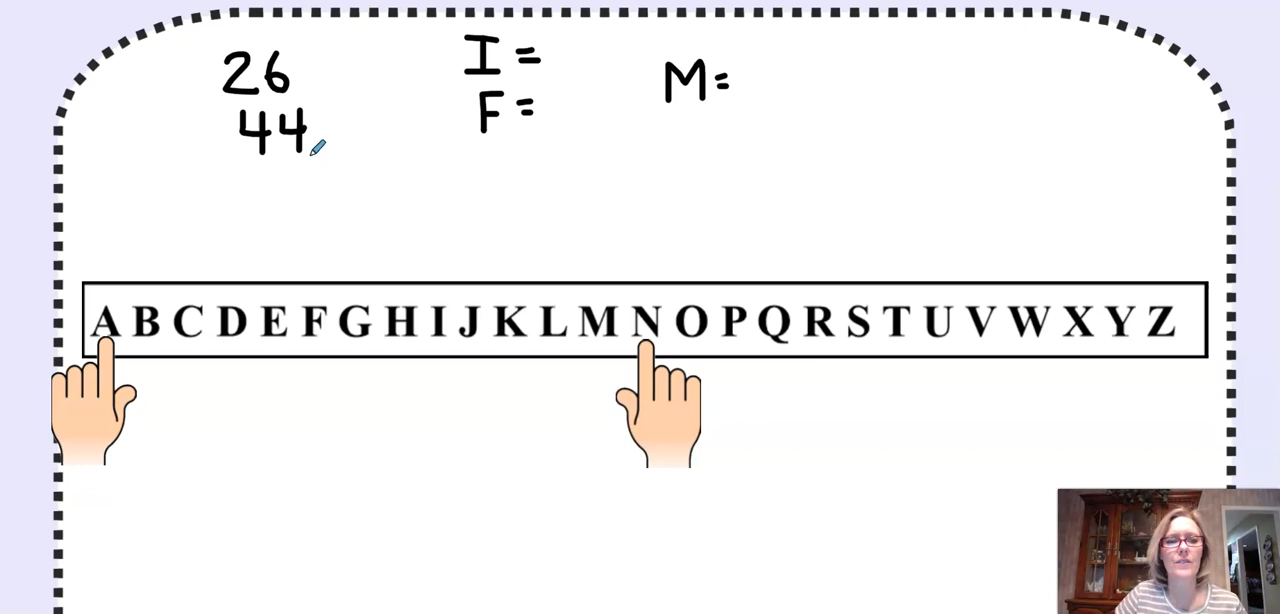 26
44
I =
F =
M =
A B C D E F G H I J K L M N O P Q R S T U V W X Y Z